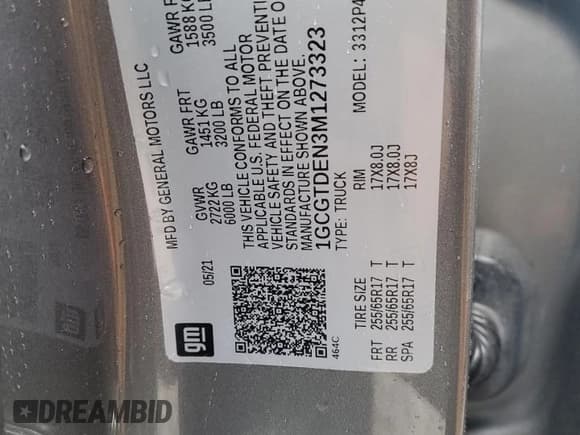 MFD BY GENERAL MOTORS LLC
05/21 GVWR GAWR FRT GAWR
2722 KG 1451 KG 1588 KG
6000 LB 3200 LB 3500 LB
THIS VEHICLE CONFORMS TO ALL
APPLICABLE U.S. FEDERAL MOTOR
VEHICLE SAFETY AND THEFT PREVENTI
STANDARDS IN EFFECT ON THE DATE O
MANUFACTURE SHOWN ABOVE.
1GCGTDEN3M1273323
TYPE: TRUCK MODEL: 3312P4
464C
TIRE SIZE RIM
FRT 255/65R17 T 17X8.0J
RR 255/65R17 T 17X8.0J
SPA 255/65R17 T 17X8J
gm
DREAMBID